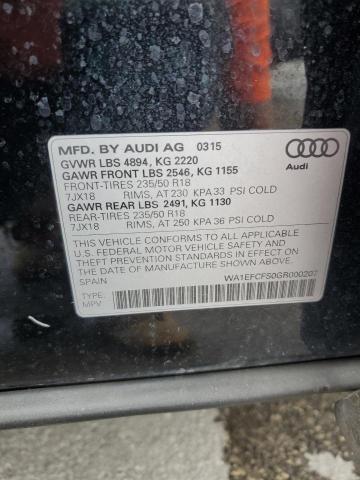 MFD. BY AUDI AG 0315
GVWR LBS 4894, KG 2220
GAWR FRONT LBS 2546, KG 1155
FRONT-TIRES 235/50 R18
7JX18 RIMS, AT 230 KPA 33 PSI COLD
GAWR REAR LBS 2491, KG 1130
REAR-TIRES 235/50 R18
7JX18 RIMS, AT 250 KPA 36 PSI COLD
Audi
THIS VEHICLE CONFORMS TO ALL APPLICABLE
U.S. FEDERAL MOTOR VEHICLE SAFETY AND
THEFT PREVENTION STANDARDS IN EFFECT ON
THE DATE OF MANUFACTURE SHOWN ABOVE.
SPAIN
WA1EFCFS0GR000207
TYPE:
MPV